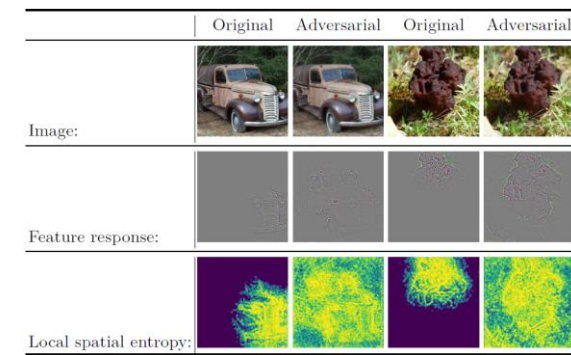 Original Adversarial Original Adversarial
Image:
Feature response:
Local spatial entropy: